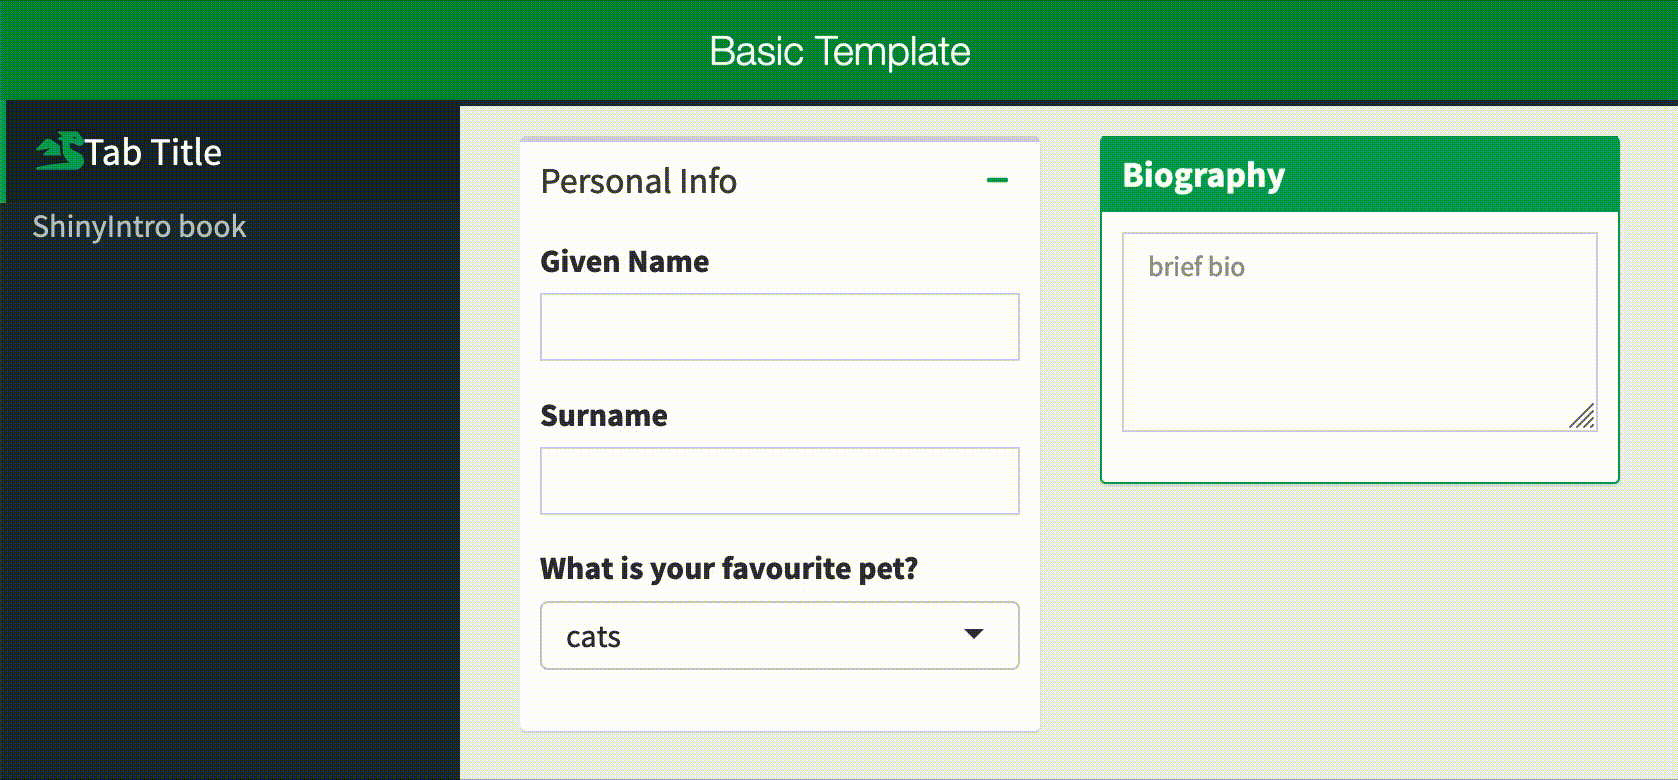 Basic Template
Tab Title
ShinyIntro book
Personal Info
Given Name
Surname
What is your favourite pet?
cats
Biography
brief bio